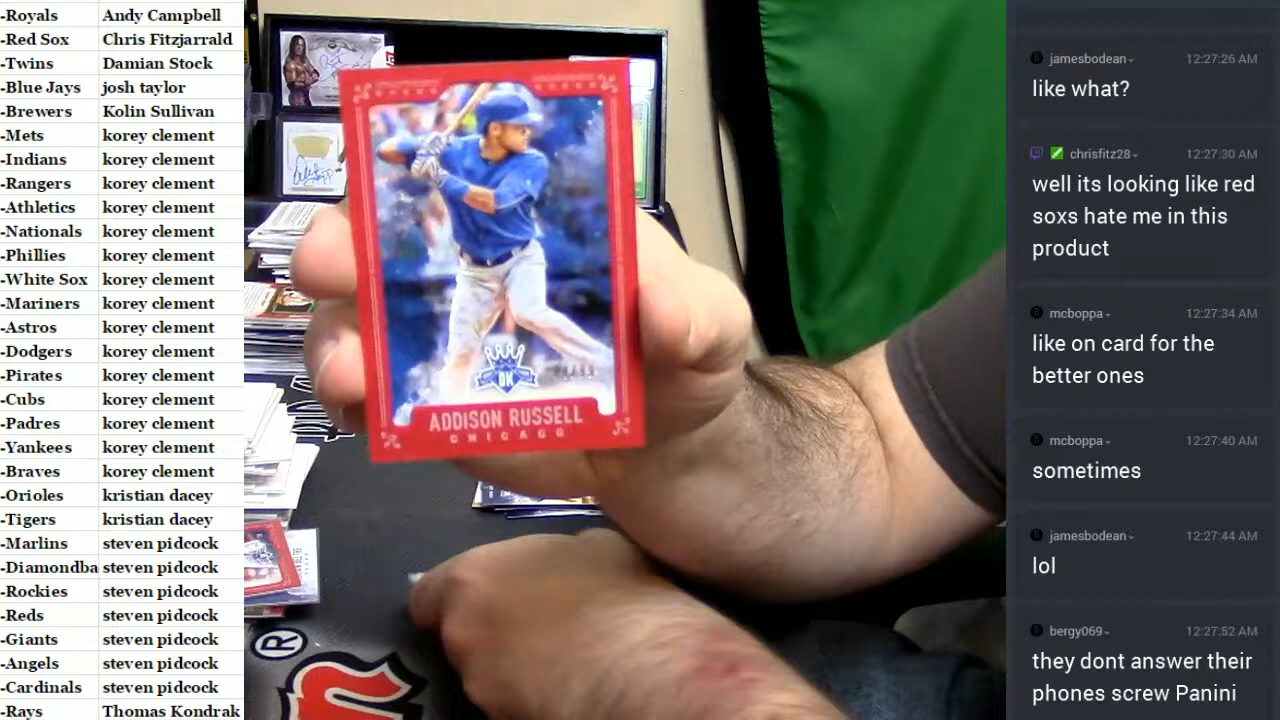 -Royals Andy Campbell
-Red Sox Chris Fitzjarrald
-Twins Damian Stock
-Blue Jays josh taylor
-Brewers Kolin Sullivan
-Mets korey clement
-Indians korey clement
-Rangers korey clement
-Athletics korey clement
-Nationals korey clement
-Phillies korey clement
-White Sox korey clement
-Mariners korey clement
-Astros korey clement
-Dodgers korey clement
-Pirates korey clement
-Cubs korey clement
-Padres korey clement
-Yankees korey clement
-Braves korey clement
-Orioles kristian dacey
-Tigers kristian dacey
-Marlins steven pidcock
-Diamondba steven pidcock
-Rockies steven pidcock
-Reds steven pidcock
-Giants steven pidcock
-Angels steven pidcock
-Cardinals steven pidcock
-Rays Thomas Kondrak
DK
ADDISON RUSSELL
CHICAGO
®
jamesbodean 12:27:26 AM
like what?
chrisfitz28 12:27:30 AM
well its looking like red
soxs hate me in this
product
mcboppa 12:27:34 AM
like on card for the
better ones
mcboppa 12:27:40 AM
sometimes
jamesbodean 12:27:44 AM
lol
bergy069 12:27:52 AM
they dont answer their
phones screw Panini